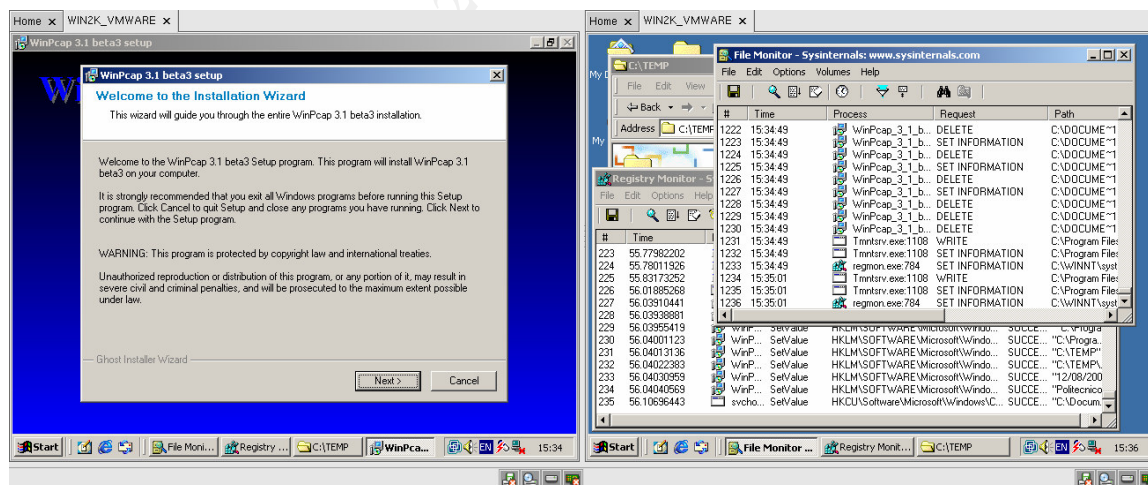 Home x WIN2K_VMWARE x
WinPcap 3.1 beta3 setup
WinPcap 3.1 beta3 setup
Welcome to the Installation Wizard
This wizard will guide you through the entire WinPcap 3.1 beta3 installation.
Welcome to the WinPcap 3.1 beta3 Setup program. This program will install WinPcap 3.1
beta3 on your computer.
It is strongly recommended that you exit all Windows programs before running this Setup
program. Click Cancel to quit Setup and close any programs you have running. Click Next to
continue with the Setup program.
WARNING: This program is protected by copyright law and international treaties.
Unauthorized reproduction or distribution of this program, or any portion of it, may result in
severe civil and criminal penalties, and will be prosecuted to the maximum extent possible
under law.
Ghost Installer Wizard
Next > Cancel
Start File Moni... Registry ... C:\TEMP WinPca... EN 15:34
Home x WIN2K_VMWARE x
C:\TEMP
File Edit View
Back
Address C:\TEMP
File Monitor - Sysinternals: www.sysinternals.com
File Edit Options Volumes Help
# Time Process Request Path
1222 15:34:49 WinPcap_3_1_b... DELETE C:\DOCUME~1
1223 15:34:49 WinPcap_3_1_b... SET INFORMATION C:\DOCUME~1
1224 15:34:49 WinPcap_3_1_b... DELETE C:\DOCUME~1
1225 15:34:49 WinPcap_3_1_b... SET INFORMATION C:\DOCUME~1
1226 15:34:49 WinPcap_3_1_b... DELETE C:\DOCUME~1
1227 15:34:49 WinPcap_3_1_b... SET INFORMATION C:\DOCUME~1
1228 15:34:49 WinPcap_3_1_b... DELETE C:\DOCUME~1
1229 15:34:49 WinPcap_3_1_b... DELETE C:\DOCUME~1
1230 15:34:49 WinPcap_3_1_b... DELETE C:\DOCUME~1
1231 15:34:49 Tmntsrv.exe:1108 WRITE C:\Program Files
1232 15:34:49 Tmntsrv.exe:1108 SET INFORMATION C:\Program Files
1233 15:34:49 regmon.exe:784 SET INFORMATION C:\WINNT\syst
1234 15:35:01 Tmntsrv.exe:1108 WRITE C:\Program Files
1235 15:35:01 Tmntsrv.exe:1108 SET INFORMATION C:\Program Files
1236 15:35:01 regmon.exe:784 SET INFORMATION C:\WINNT\syst
Registry Monitor - S
File Edit Options Help
# Time
223 55.77982202
224 55.78011926
225 55.83173252
226 56.01885268
227 56.03910441
228 56.03938881
229 56.03955419 WinP... SetValue HKLM\SOFTWARE\Microsoft\Windo... SUCCE... "C:\Progra
230 56.04001123 WinP... SetValue HKLM\SOFTWARE\Microsoft\Windo... SUCCE... "C:\Progra..
231 56.04013136 WinP... SetValue HKLM\SOFTWARE\Microsoft\Windo... SUCCE... "C:\TEMP"
232 56.04022383 WinP... SetValue HKLM\SOFTWARE\Microsoft\Windo... SUCCE... "C:\TEMP\.
233 56.04030959 WinP... SetValue HKLM\SOFTWARE\Microsoft\Windo... SUCCE... "12/08/200
234 56.04040569 WinP... SetValue HKLM\SOFTWARE\Microsoft\Windo... SUCCE... "Politecnico
235 56.10696443 svcho... SetValue HKCU\Software\Microsoft\Windows\C... SUCCE... "C:\Docum.
Start File Monitor ... Registry Monit... C:\TEMP EN 15:36